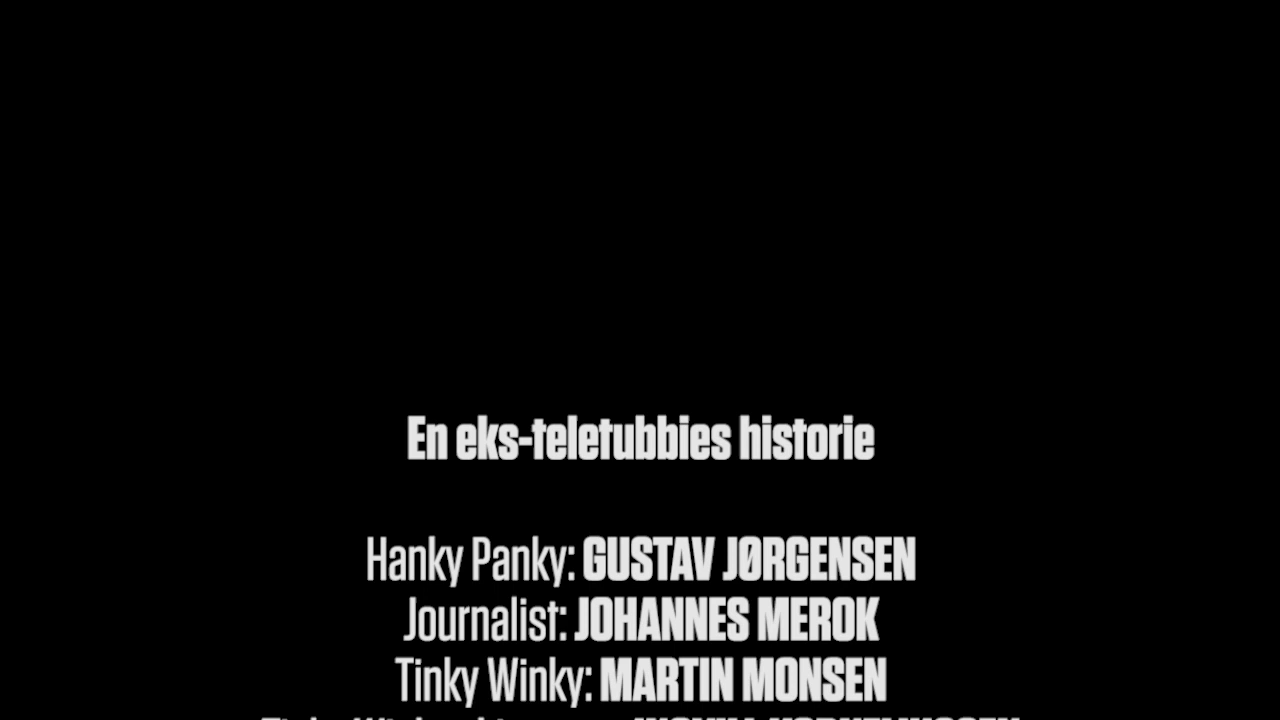 En eks-teletubbies historie
Hanky Panky: GUSTAV JØRGENSEN
Journalist: JOHANNES MEROK
Tinky Winky: MARTIN MONSEN